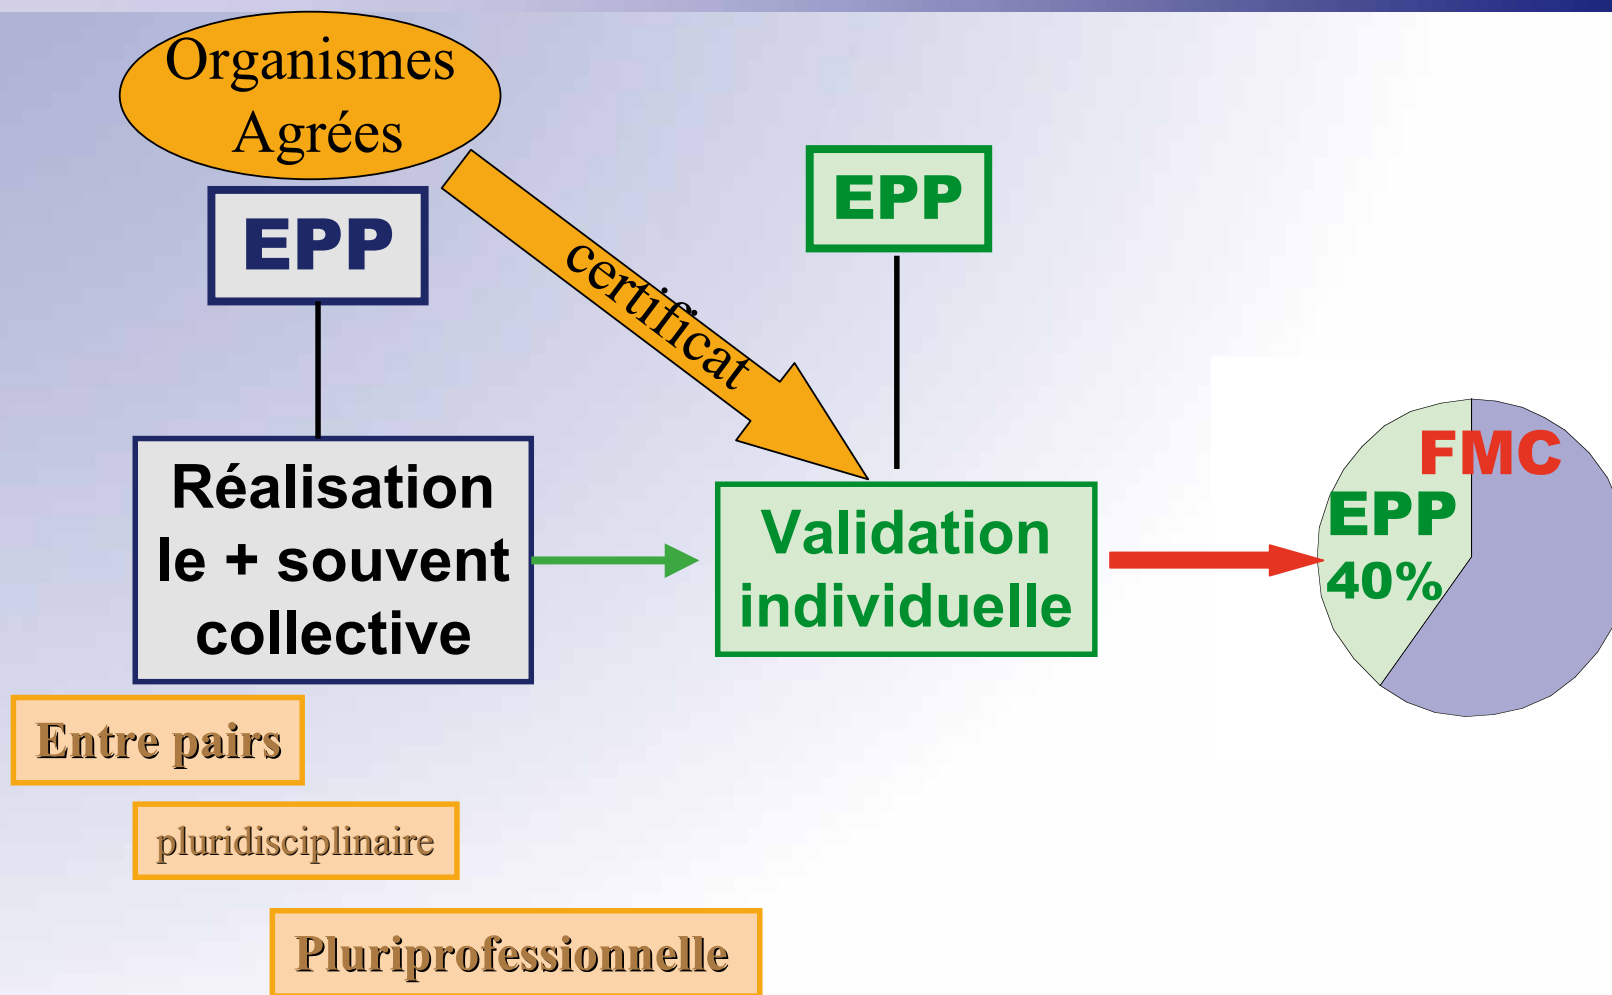 Organismes
Agrées
EPP
certificat
EPP
Réalisation
le + souvent
collective
Validation
individuelle
FMC
EPP
40%
Entre pairs
pluridisciplinaire
Pluriprofessionnelle